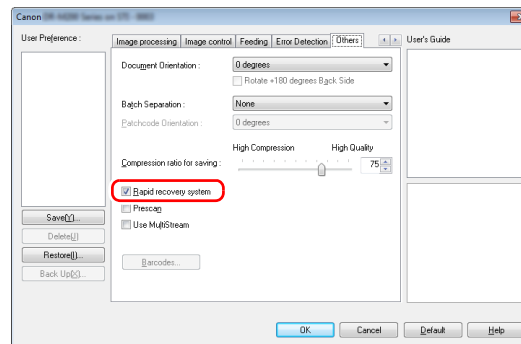 Canon
User Preference :
Image processing Image control Feeding Error Detection Others
User's Guide
Document Orientation : 0 degrees
Rotate +180 degrees Back Side
Batch Separation : None
Patchcode Orientation : 0 degrees
High Compression High Quality
Compression ratio for saving : 75
Rapid recovery system
Prescan
Use MultiStream
Save(Y)...
Delete(J)
Restore(I)...
Back Up(X)...
Barcodes...
OK Cancel Default Help